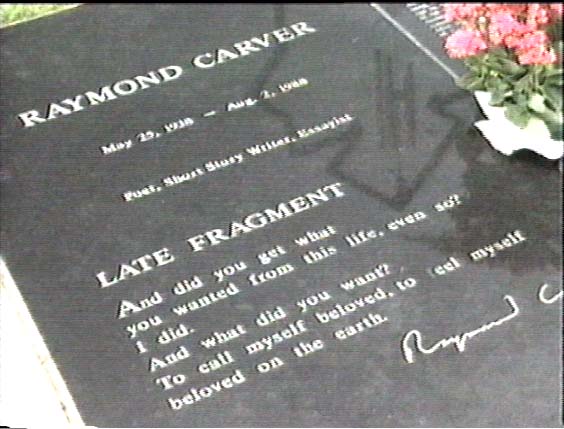 RAYMOND CARVER
May 25, 1938 — Aug. 2, 1988
Poet, Short Story Writer, Essayist
LATE FRAGMENT
And did you get what
you wanted from this life, even so?
I did.
And what did you want?
To call myself beloved, to feel myself
beloved on the earth.
Raymond C